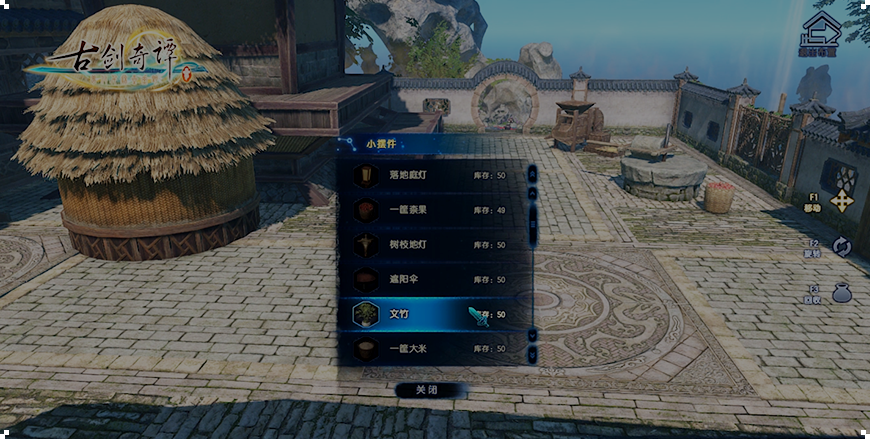 古剑奇谭
小摆件
落地庭灯 库存：50
一筐柰果 库存：49
树枝地灯 库存：50
遮阳伞 库存：50
文竹 库存：50
一筐大米 库存：50
关闭
F1
移动
F2
旋转
F3
回收